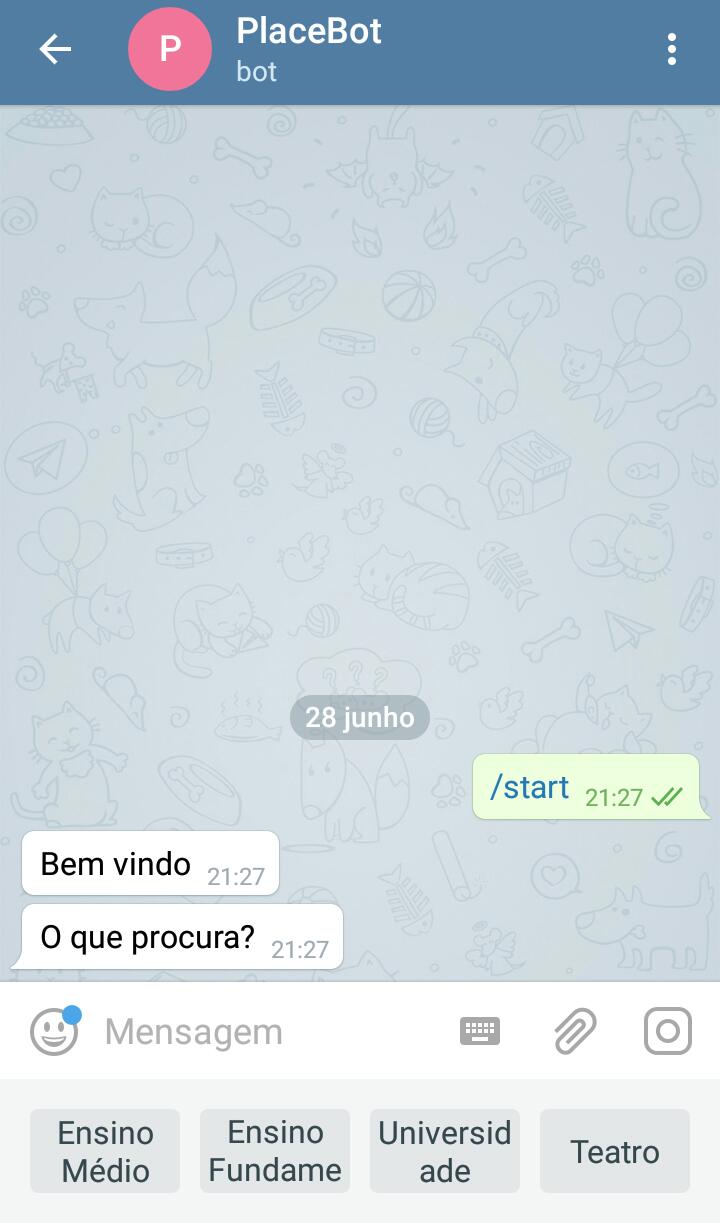 P
PlaceBot
bot
? ? ?
28 junho
/start 21:27
Bem vindo 21:27
O que procura? 21:27
Mensagem
Ensino
Médio
Ensino
Fundame
Universid
ade
Teatro